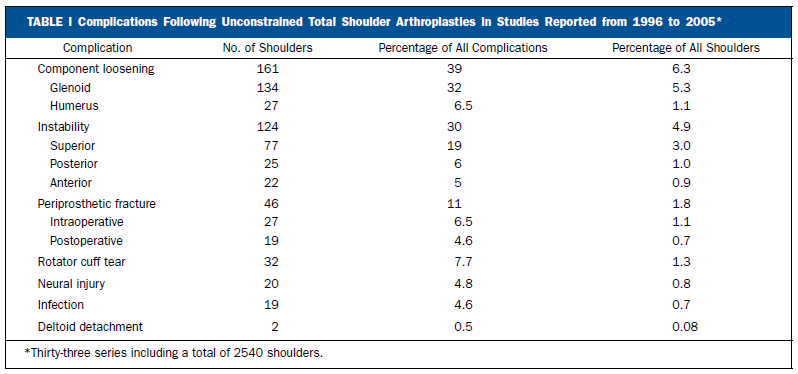 TABLE I Complications Following Unconstrained Total Shoulder Arthroplasties in Studies Reported from 1996 to 2005*
Complication No. of Shoulders Percentage of All Complications Percentage of All Shoulders
Component loosening 161 39 6.3
Glenoid 134 32 5.3
Humerus 27 6.5 1.1
Instability 124 30 4.9
Superior 77 19 3.0
Posterior 25 6 1.0
Anterior 22 5 0.9
Periprosthetic fracture 46 11 1.8
Intraoperative 27 6.5 1.1
Postoperative 19 4.6 0.7
Rotator cuff tear 32 7.7 1.3
Neural injury 20 4.8 0.8
Infection 19 4.6 0.7
Deltoid detachment 2 0.5 0.08
*Thirty-three series including a total of 2540 shoulders.